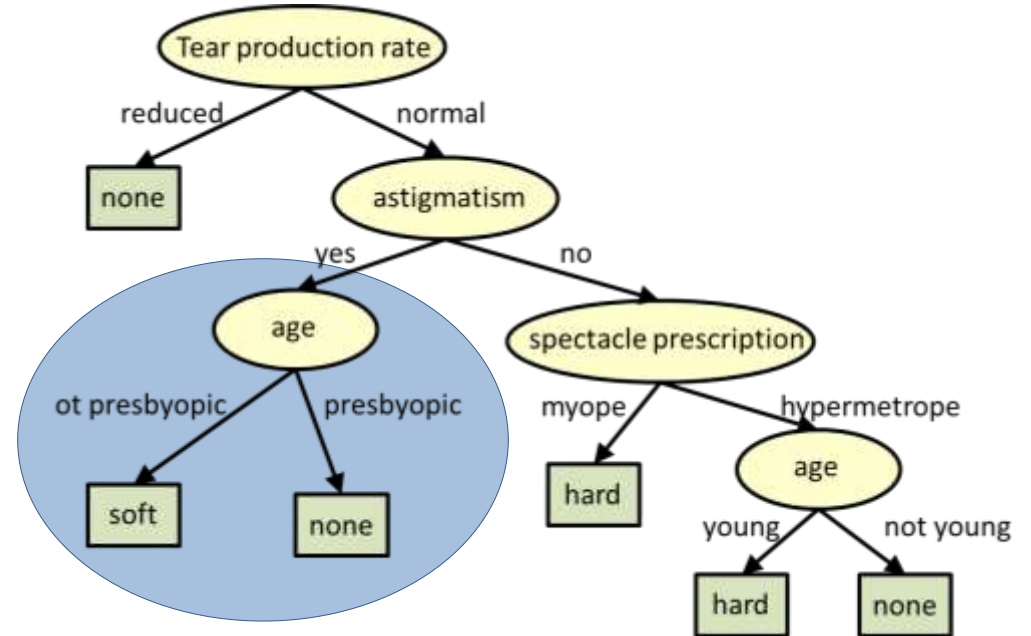 Tear production rate
reduced
normal
none
astigmatism
yes
no
age
spectacle prescription
ot presbyopic
presbyopic
myope
hypermetrope
age
soft
none
hard
young
not young
hard
none